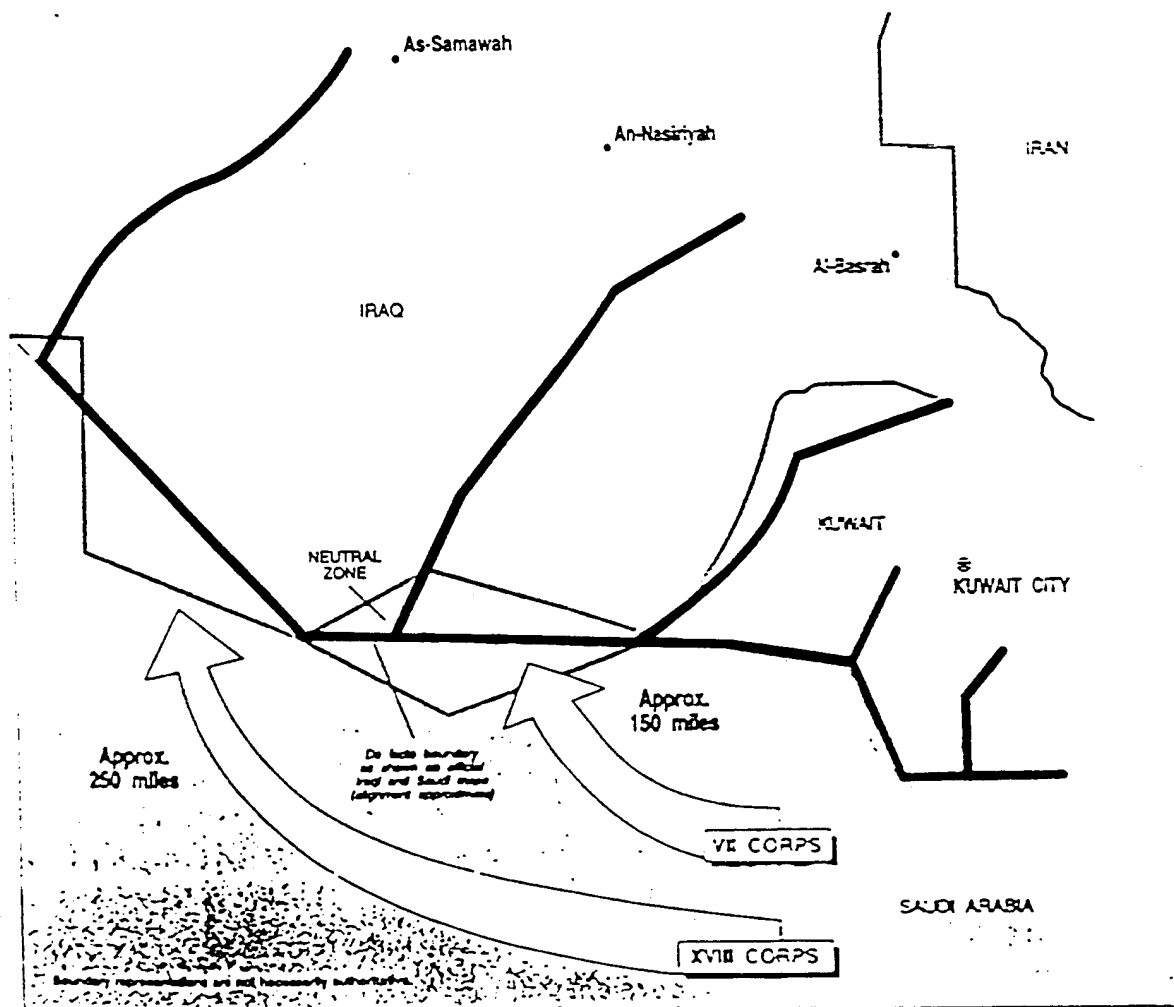 As-Samawah
An-Nasiriyah
IRAN
Al-Basrah
IRAQ
KUWAIT
NEUTRAL
ZONE
KUWAIT CITY
Approx.
150 miles
Approx.
250 miles
De facto boundary
as shown on official
Iraqi and Saudi maps
(alignment approximate)
VII CORPS
SAUDI ARABIA
XVIII CORPS
Boundary representations are not necessarily authoritative.